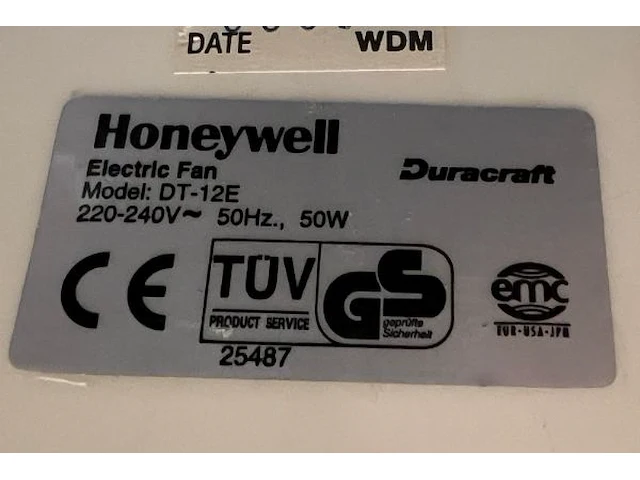 DATE WDM
Honeywell
Electric Fan
Duracraft
Model: DT-12E
220-240V~ 50Hz., 50W
CE
TÜV
PRODUCT SERVICE
GS
geprüfte
Sicherheit
emc
EUR-USA-JPN
25487